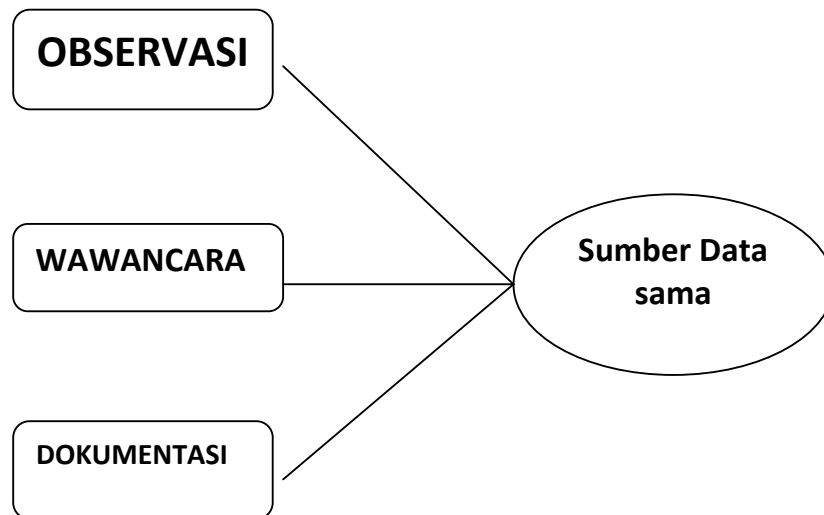 OBSERVASI
WAWANCARA
Sumber Data
sama
DOKUMENTASI